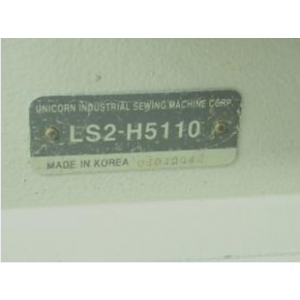 UNICORN INDUSTRIAL SEWING MACHINE CORP.
LS2-H5110
MADE IN KOREA